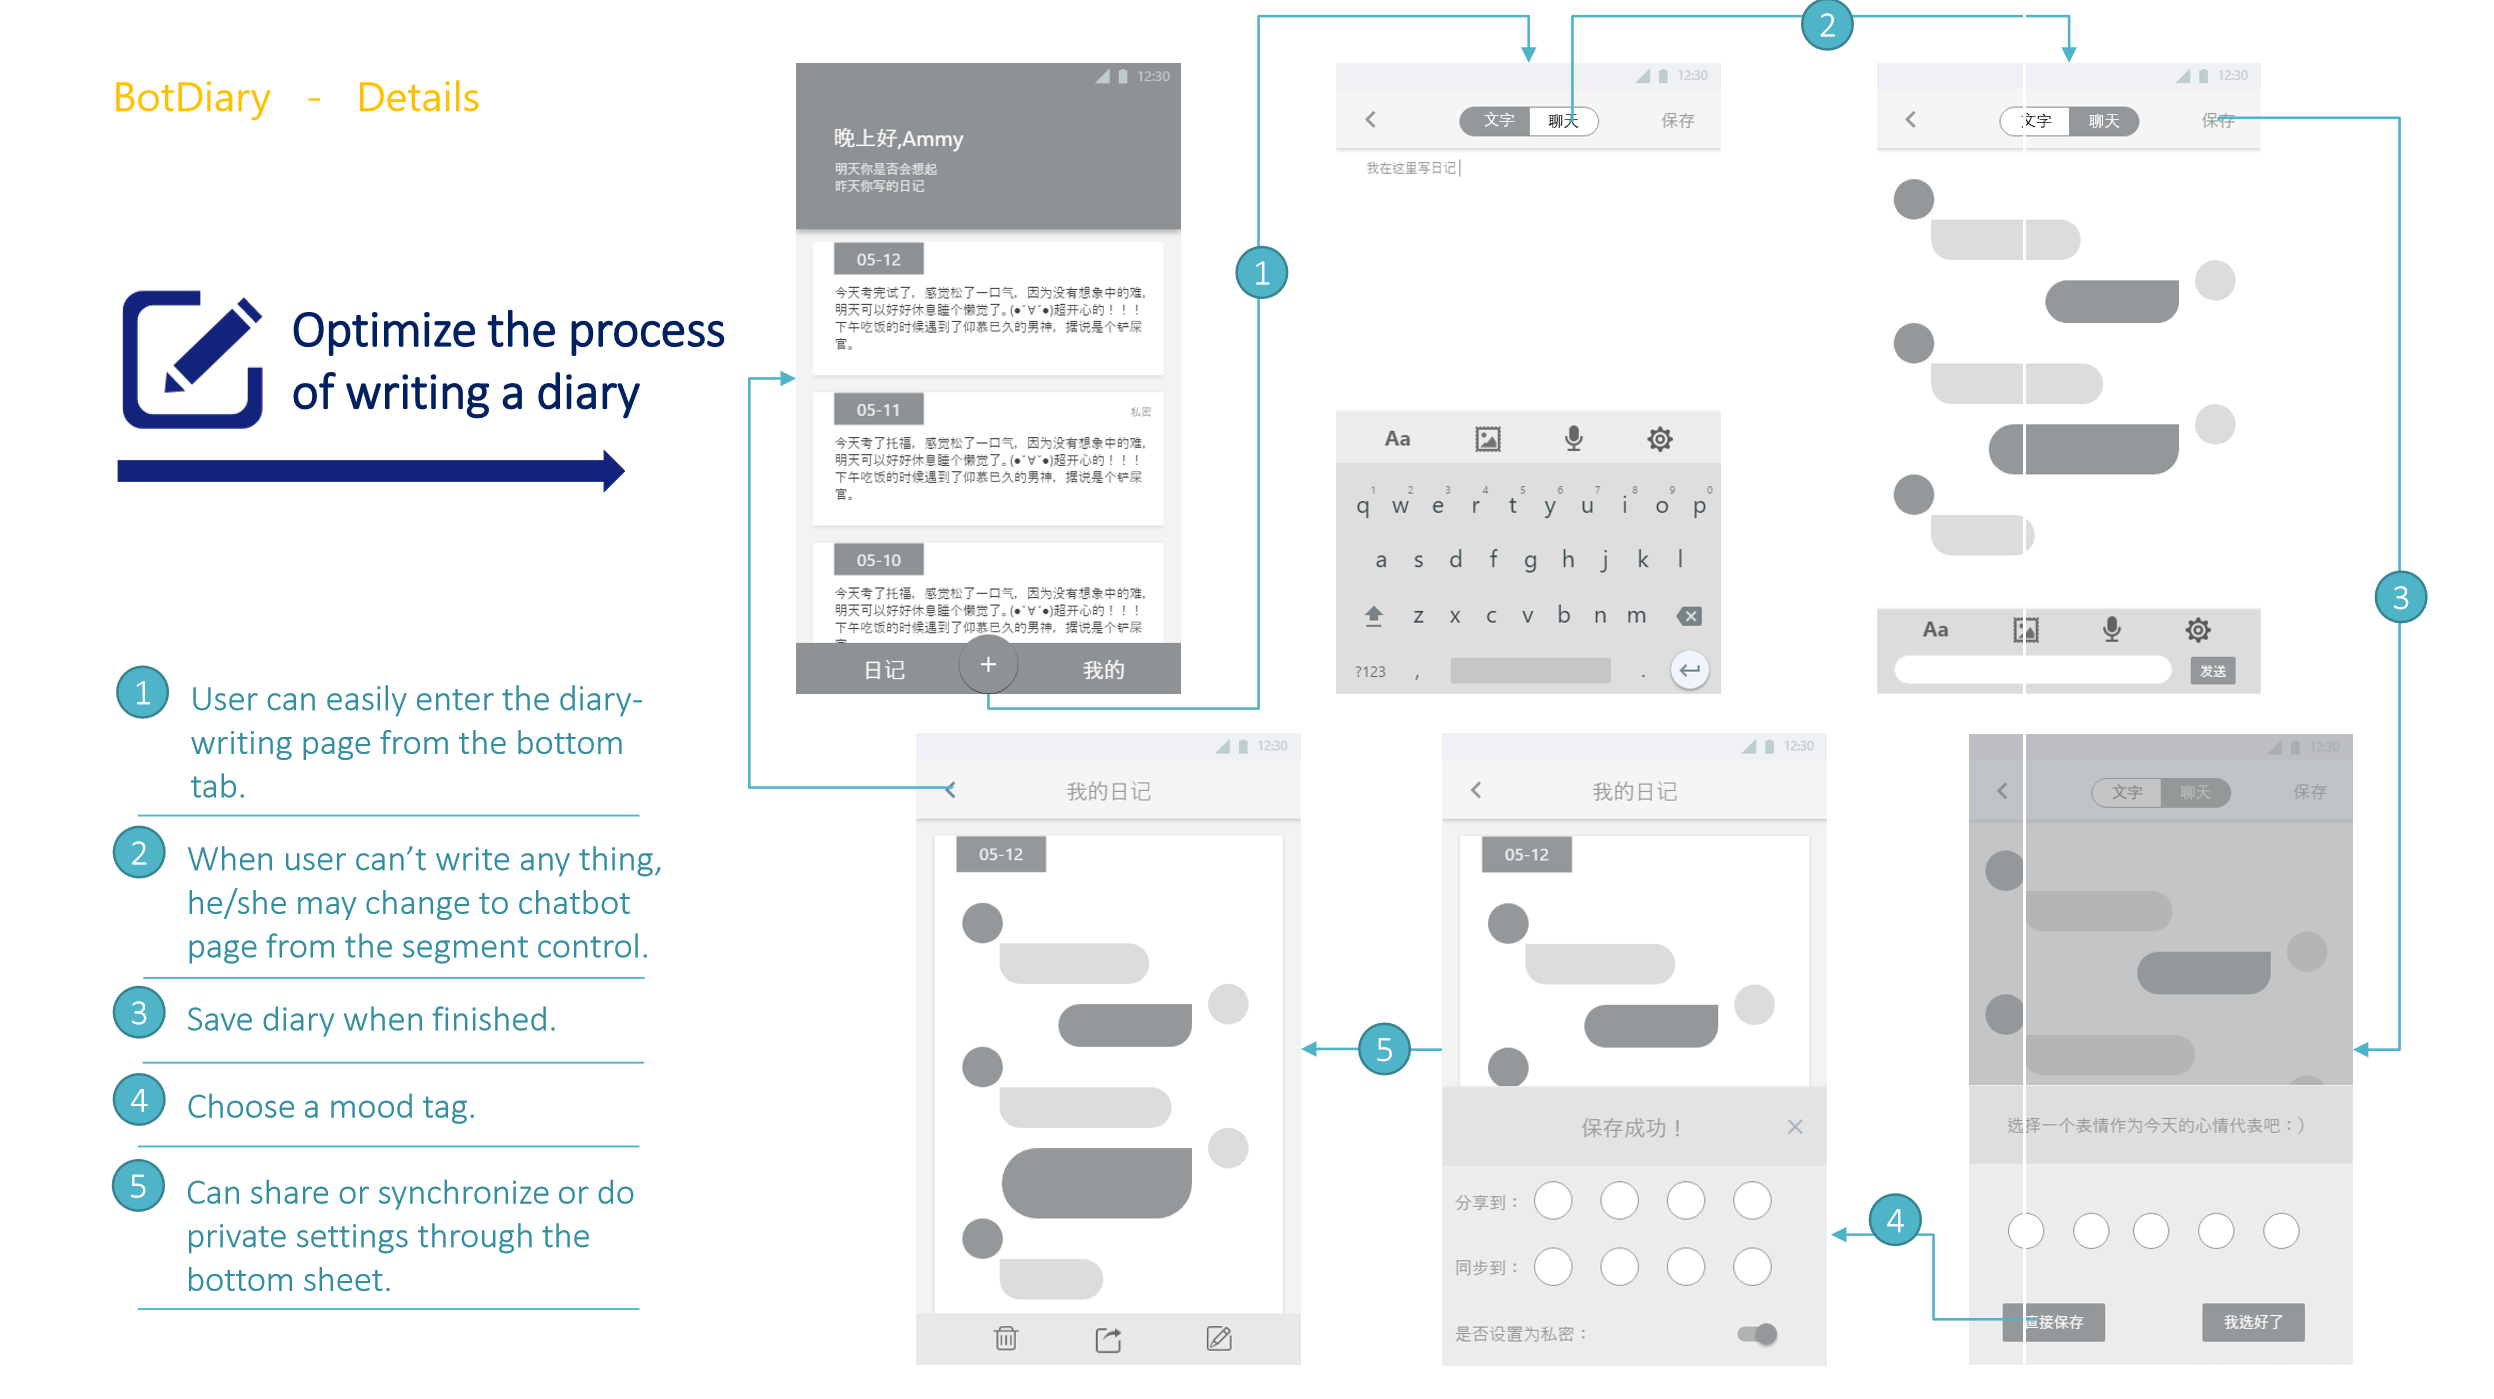 BotDiary - Details
Optimize the process
of writing a diary
1
User can easily enter the diary-
writing page from the bottom
tab.
2
When user can’t write any thing,
he/she may change to chatbot
page from the segment control.
3
Save diary when finished.
4
Choose a mood tag.
5
Can share or synchronize or do
private settings through the
bottom sheet.
12:30
晚上好,Ammy
明天你是否会想起
昨天你写的日记
05-12
今天考完试了，感觉松了一口气，因为没有想象中的难,
明天可以好好休息睡个懒觉了。(●ˇ∀ˇ●)超开心的！！！
下午吃饭的时候遇到了仰慕已久的男神，据说是个铲屎
官。
05-11
私密
今天考了托福，感觉松了一口气，因为没有想象中的难,
明天可以好好休息睡个懒觉了。(●ˇ∀ˇ●)超开心的！！！
下午吃饭的时候遇到了仰慕已久的男神，据说是个铲屎
官。
05-10
今天考了托福，感觉松了一口气，因为没有想象中的难,
明天可以好好休息睡个懒觉了。(●ˇ∀ˇ●)超开心的！！！
下午吃饭的时候遇到了仰慕已久的男神，据说是个铲屎
日记 + 我的
1
12:30
文字 聊天 保存
我在这里写日记
Aa
q1 w2 e3 r4 t5 y6 u7 i8 o9 p0
a s d f g h j k l
z x c v b n m
?123 , .
2
12:30
文字 聊天 保存
Aa
发送
3
12:30
文字 聊天 保存
选择一个表情作为今天的心情代表吧：)
直接保存 我选好了
4
12:30
我的日记
05-12
保存成功！
分享到：
同步到：
是否设置为私密：
5
12:30
我的日记
05-12